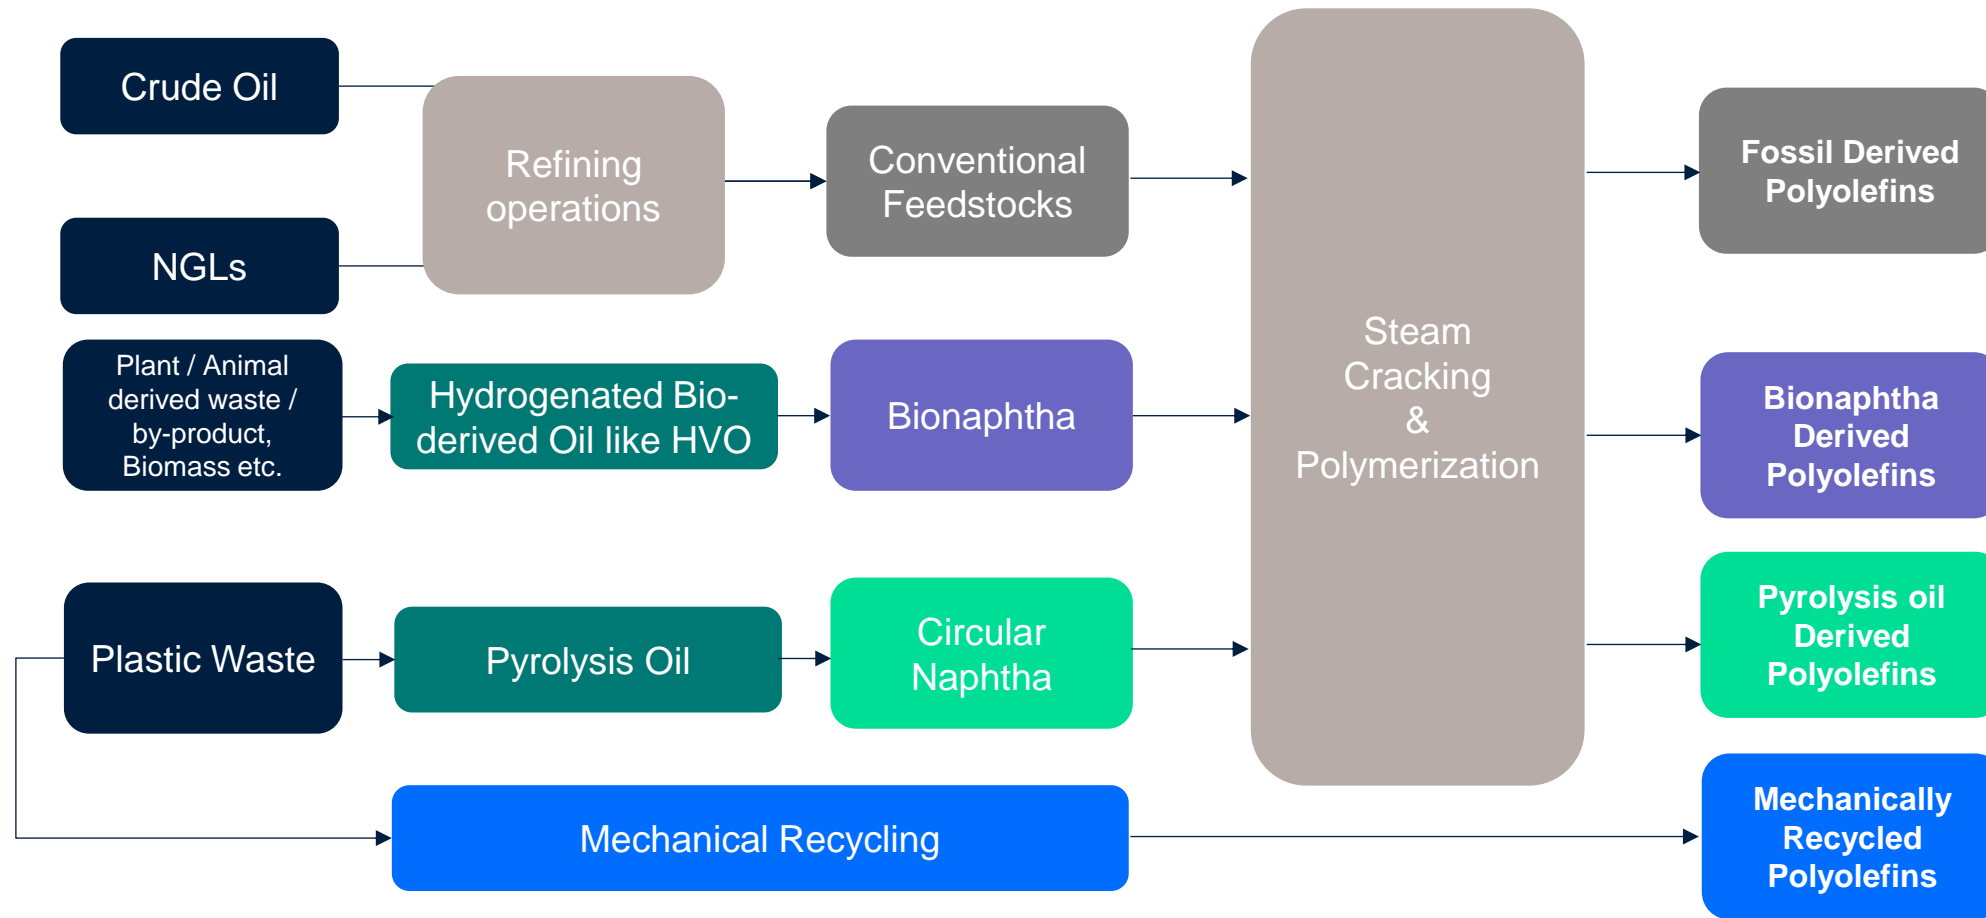 Crude Oil
NGLs
Refining
operations
Conventional
Feedstocks
Fossil Derived
Polyolefins
Plant / Animal
derived waste /
by-product,
Biomass etc.
Hydrogenated Bio-
derived Oil like HVO
Bionaphtha
Steam
Cracking
&
Polymerization
Bionaphtha
Derived
Polyolefins
Plastic Waste
Pyrolysis Oil
Circular
Naphtha
Pyrolysis oil
Derived
Polyolefins
Mechanical Recycling
Mechanically
Recycled
Polyolefins